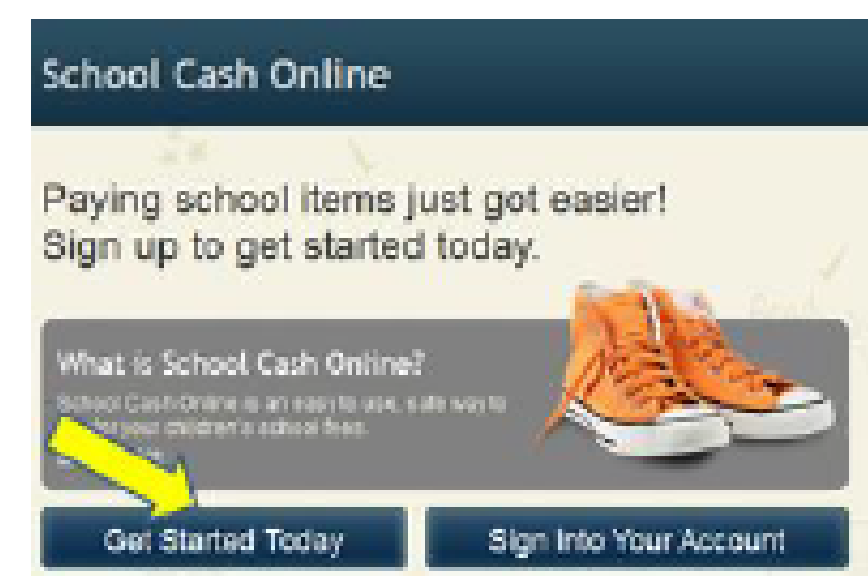 School Cash Online
Paying school items just got easier!
Sign up to get started today.
What is School Cash Online?
School Cash Online is an easy to use, safe way to
for your children's school fees.
Get Started Today
Sign Into Your Account